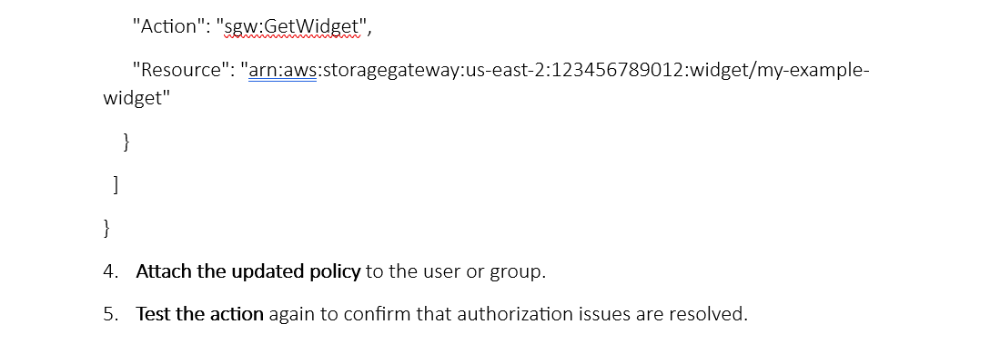 "Action": "sgw:GetWidget",
"Resource": "arn:aws:storagegateway:us-east-2:123456789012:widget/my-example-
widget"
}
]
}
4. Attach the updated policy to the user or group.
5. Test the action again to confirm that authorization issues are resolved.